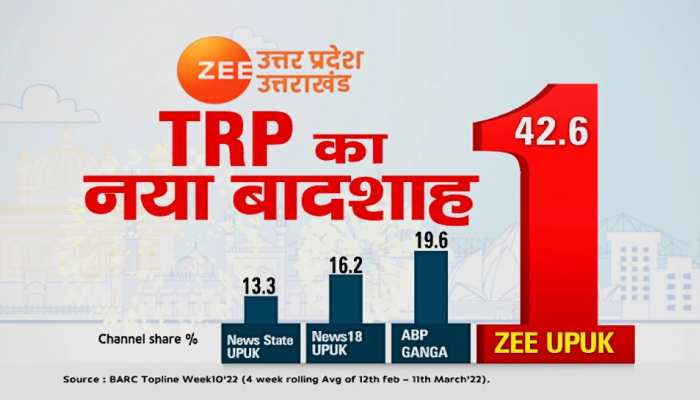 ZEE
उत्तर प्रदेश
उत्तराखंड
TRP का
नया बादशाह
13.3
16.2
19.6
42.6
Channel share %
News State
UPUK
News18
UPUK
ABP
GANGA
ZEE UPUK
Source : BARC Topline Week10'22 (4 week rolling Avg of 12th feb – 11th March'22).